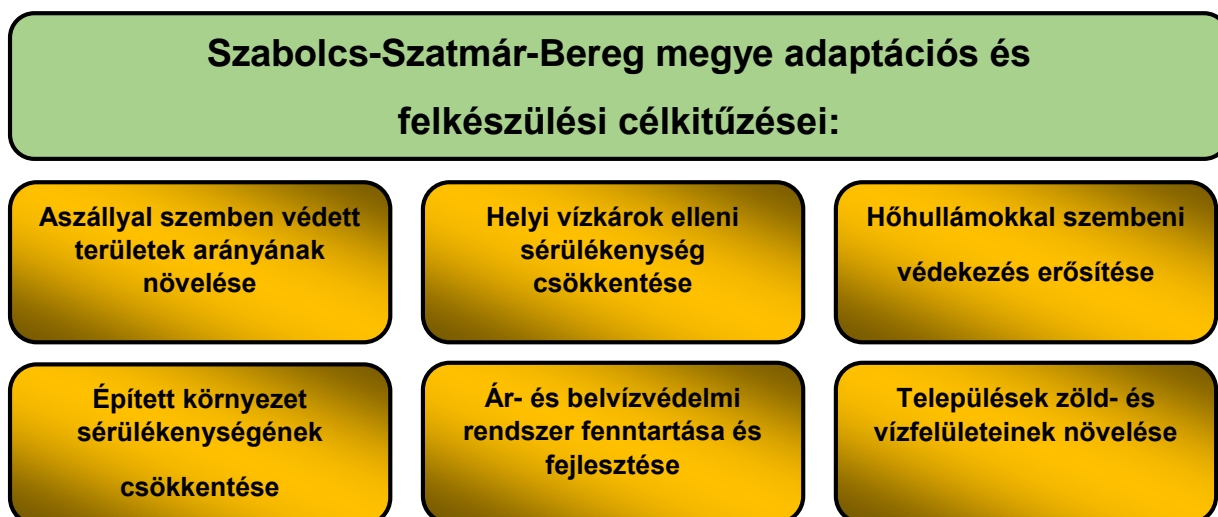 Szabolcs-Szatmár-Bereg megye adaptációs és
felkészülési célkitűzései:
Aszállyal szemben védett
területek arányának
növelése
Helyi vízkárok elleni
sérülékenység
csökkentése
Hőhullámokkal szembeni
védekezés erősítése
Épített környezet
sérülékenységének
csökkentése
Ár- és belvízvédelmi
rendszer fenntartása és
fejlesztése
Települések zöld- és
vízfelületeinek növelése